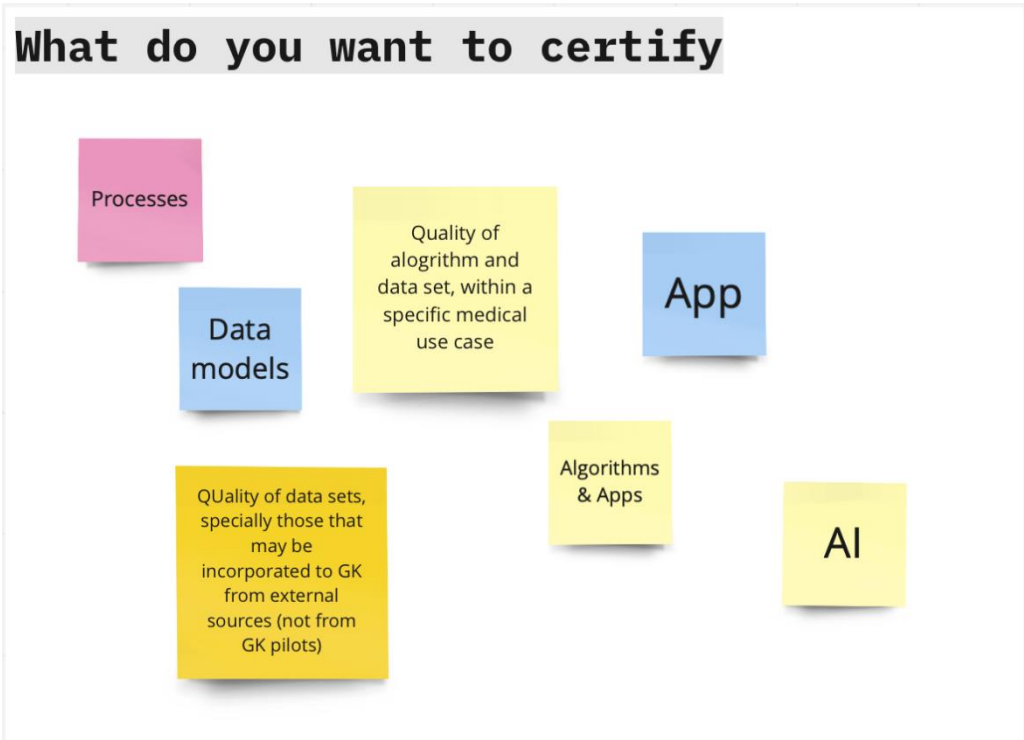 What do you want to certify
Processes
Quality of
alogrithm and
data set, within a
specific medical
use case
App
Data
models
Algorithms
& Apps
QUality of data sets,
specially those that
may be
incorporated to GK
from external
sources (not from
GK pilots)
AI